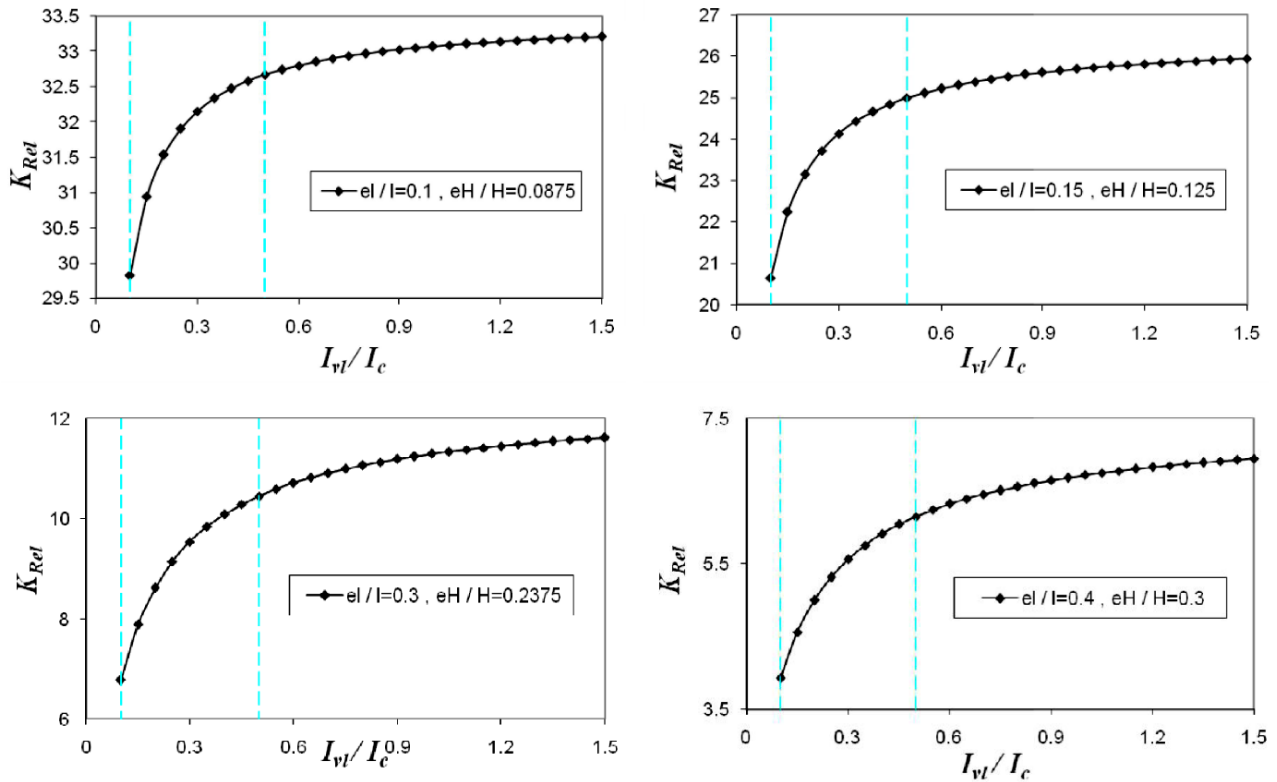 33.5
33
32.5
32
31.5
31
30.5
30
29.5
K_Rel
0 0.3 0.6 0.9 1.2 1.5
I_vl / I_c
el / l=0.1 , eH / H=0.0875
27
26
25
24
23
22
21
20
K_Rel
0 0.3 0.6 0.9 1.2 1.5
I_vl / I_c
el / l=0.15 , eH / H=0.125
12
10
8
6
K_Rel
0 0.3 0.6 0.9 1.2 1.5
I_vl / I_c
el / l=0.3 , eH / H=0.2375
7.5
5.5
3.5
K_Rel
0 0.3 0.6 0.9 1.2 1.5
I_vl / I_c
el / l=0.4 , eH / H=0.3